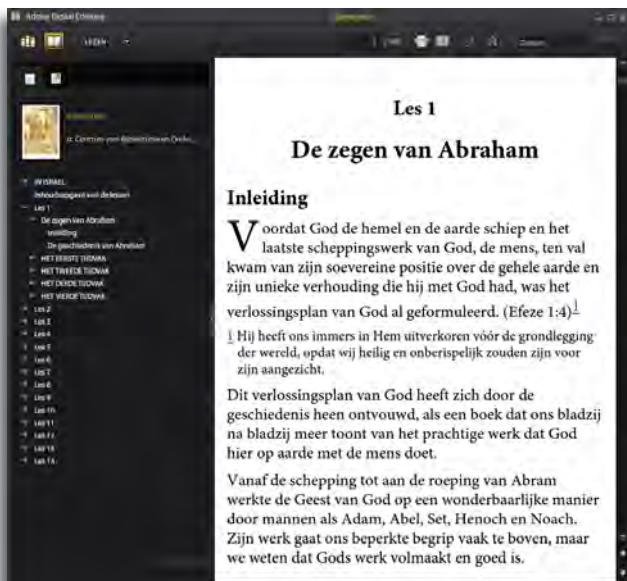 Adobe Digital Editions
LEZEN
IN ISRAEL
Inhoudsopgave van de lessen
Les 1
De zegen van Abraham
Inleiding
De geschiedenis van Abraham
HET EERSTE TIJDVAK
HET TWEEDE TIJDVAK
HET DERDE TIJDVAK
HET VIERDE TIJDVAK
Les 2
Les 3
Les 4
Les 5
Les 6
Les 7
Les 8
Les 9
Les 10
Les 11
Les 12
Les 13
Les 1
De zegen van Abraham
Inleiding
Voordat God de hemel en de aarde schiep en het
laatste scheppingswerk van God, de mens, ten val
kwam van zijn soevereine positie over de gehele aarde en
zijn unieke verhouding die hij met God had, was het
verlossingsplan van God al geformuleerd. (Efeze 1:4)1
1 Hij heeft ons immers in Hem uitverkoren vóór de grondlegging
der wereld, opdat wij heilig en onberispelijk zouden zijn voor
zijn aangezicht.
Dit verlossingsplan van God heeft zich door de
geschiedenis heen ontvouwd, als een boek dat ons bladzij
na bladzij meer toont van het prachtige werk dat God
hier op aarde met de mens doet.
Vanaf de schepping tot aan de roeping van Abram
werkte de Geest van God op een wonderbaarlijke manier
door mannen als Adam, Abel, Set, Henoch en Noach.
Zijn werk gaat ons beperkte begrip vaak te boven, maar
we weten dat Gods werk volmaakt en goed is.